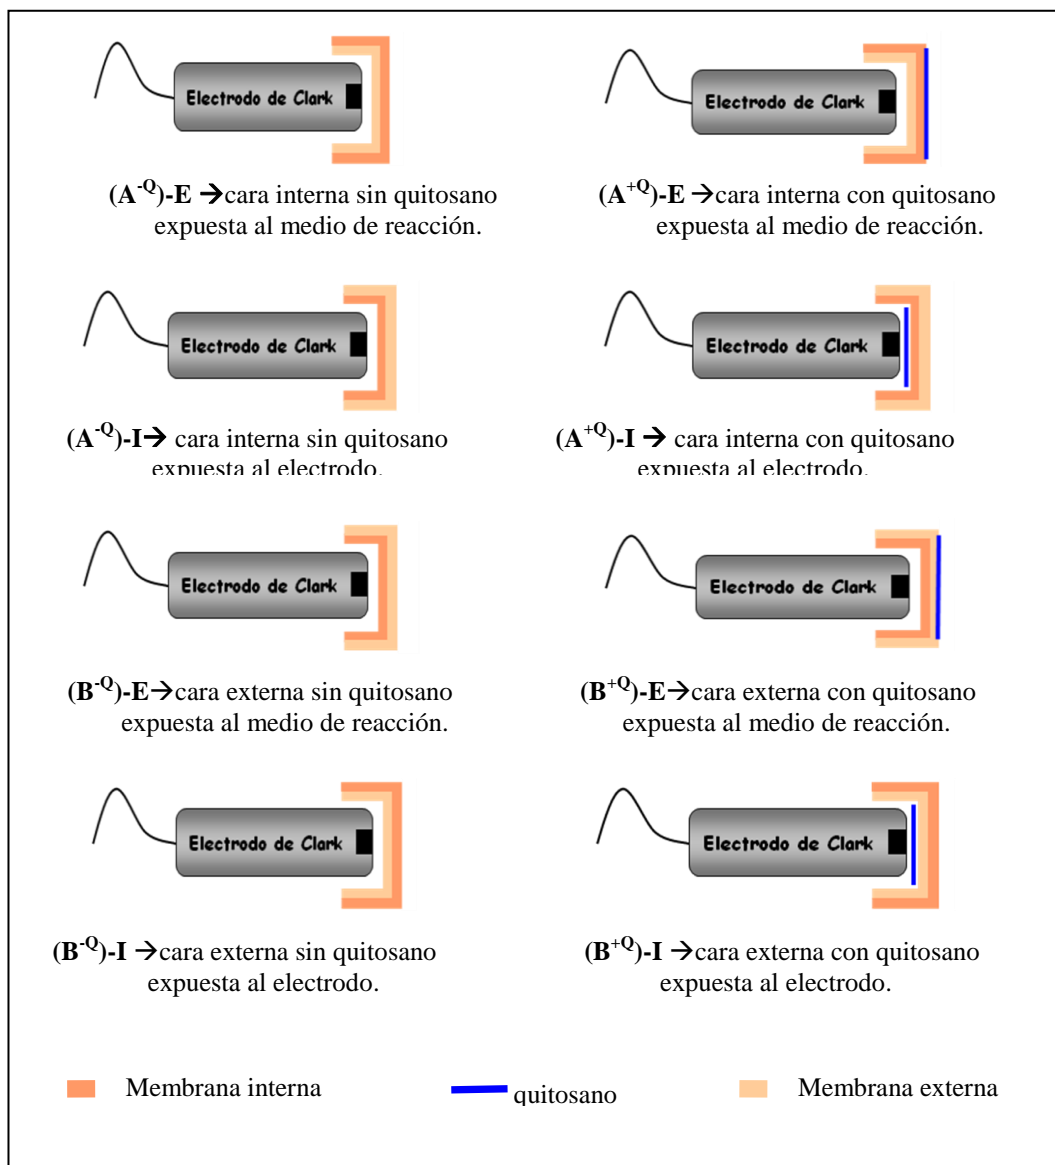 Electrodo de Clark
Electrodo de Clark
(A-Q)-E →cara interna sin quitosano
expuesta al medio de reacción.
(A+Q)-E →cara interna con quitosano
expuesta al medio de reacción.
Electrodo de Clark
Electrodo de Clark
(A-Q)-I→ cara interna sin quitosano
expuesta al electrodo.
(A+Q)-I → cara interna con quitosano
expuesta al electrodo.
Electrodo de Clark
Electrodo de Clark
(B-Q)-E→cara externa sin quitosano
expuesta al medio de reacción.
(B+Q)-E→cara externa con quitosano
expuesta al medio de reacción.
Electrodo de Clark
Electrodo de Clark
(B-Q)-I →cara externa sin quitosano
expuesta al electrodo.
(B+Q)-I →cara externa con quitosano
expuesta al electrodo.
Membrana interna
quitosano
Membrana externa